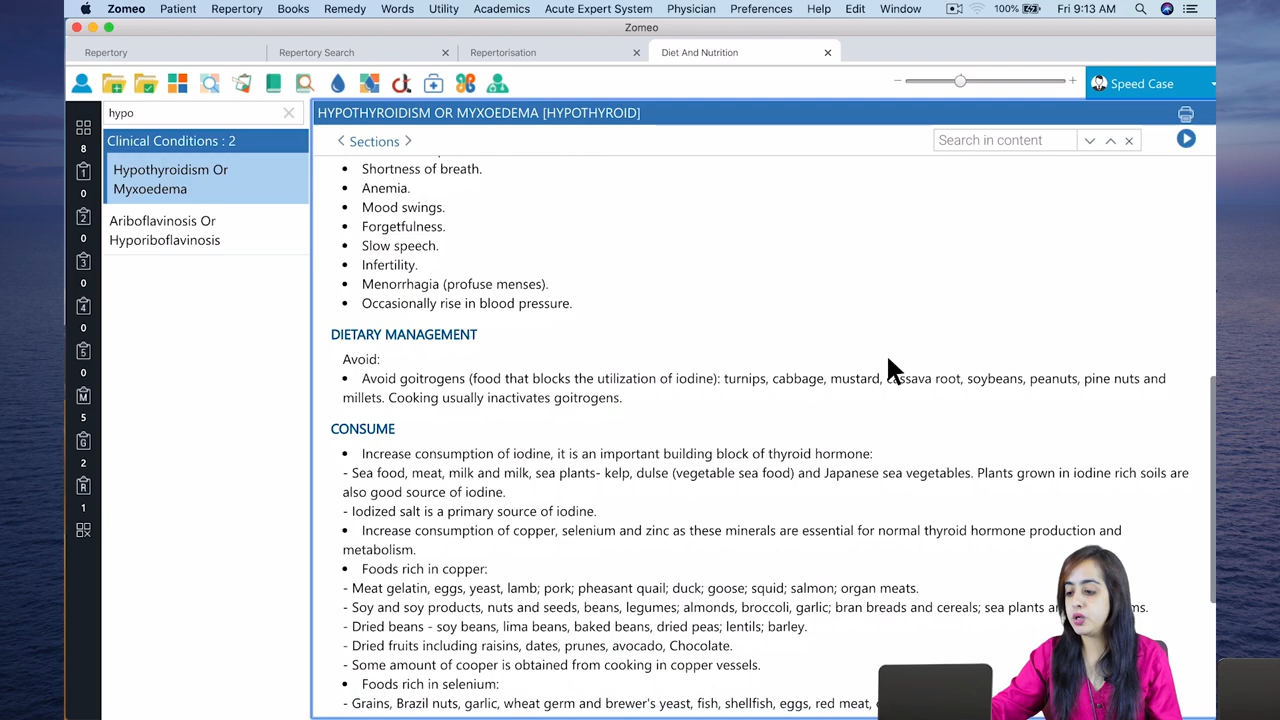 Zomeo Patient Repertory Books Remedy Words Utility Academics Acute Expert System Physician Preferences Help Edit Window 100% Fri 9:13 AM
Zomeo
Repertory Repertory Search Repertorisation Diet And Nutrition
Speed Case
hypo
HYPOTHYROIDISM OR MYXOEDEMA [HYPOTHYROID]
Clinical Conditions : 2
Sections
Search in content
Hypothyroidism Or
Myxoedema
Ariboflavinosis Or
Hyporiboflavinosis
8
1
0
2
0
3
0
4
0
5
0
M
5
G
2
R
1
• Shortness of breath.
• Anemia.
• Mood swings.
• Forgetfulness.
• Slow speech.
• Infertility.
• Menorrhagia (profuse menses).
• Occasionally rise in blood pressure.
DIETARY MANAGEMENT
Avoid:
• Avoid goitrogens (food that blocks the utilization of iodine): turnips, cabbage, mustard, cassava root, soybeans, peanuts, pine nuts and
millets. Cooking usually inactivates goitrogens.
CONSUME
• Increase consumption of iodine, it is an important building block of thyroid hormone:
- Sea food, meat, milk and milk, sea plants- kelp, dulse (vegetable sea food) and Japanese sea vegetables. Plants grown in iodine rich soils are
also good source of iodine.
- Iodized salt is a primary source of iodine.
• Increase consumption of copper, selenium and zinc as these minerals are essential for normal thyroid hormone production and
metabolism.
• Foods rich in copper:
- Meat gelatin, eggs, yeast, lamb; pork; pheasant quail; duck; goose; squid; salmon; organ meats.
- Soy and soy products, nuts and seeds, beans, legumes; almonds, broccoli, garlic; bran breads and cereals; sea plants
- Dried beans - soy beans, lima beans, baked beans, dried peas; lentils; barley.
- Dried fruits including raisins, dates, prunes, avocado, Chocolate.
- Some amount of cooper is obtained from cooking in copper vessels.
• Foods rich in selenium:
- Grains, Brazil nuts, garlic, wheat germ and brewer's yeast, fish, shellfish, eggs, red meat,